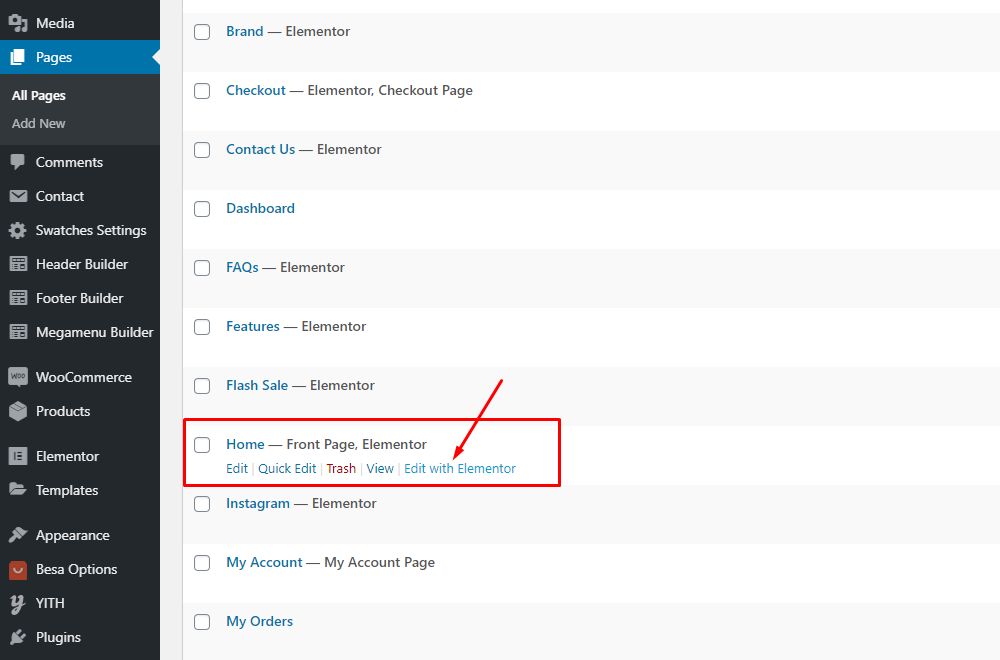 Media
Pages
All Pages
Add New
Comments
Contact
Swatches Settings
Header Builder
Footer Builder
Megamenu Builder
WOO
WooCommerce
Products
Elementor
Templates
Appearance
Besa Options
YITH
Plugins
Brand — Elementor
Checkout — Elementor, Checkout Page
Contact Us — Elementor
Dashboard
FAQs — Elementor
Features — Elementor
Flash Sale — Elementor
Home — Front Page, Elementor
Edit | Quick Edit | Trash | View | Edit with Elementor
Instagram — Elementor
My Account — My Account Page
My Orders